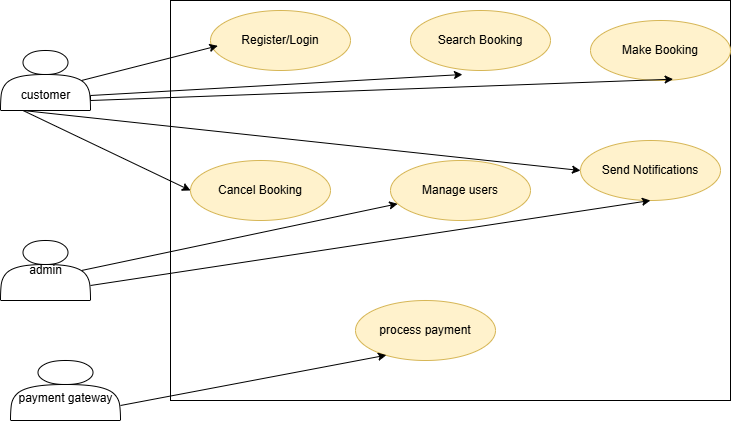 Register/Login
Search Booking
Make Booking
customer
Cancel Booking
Manage users
Send Notifications
admin
process payment
payment gateway